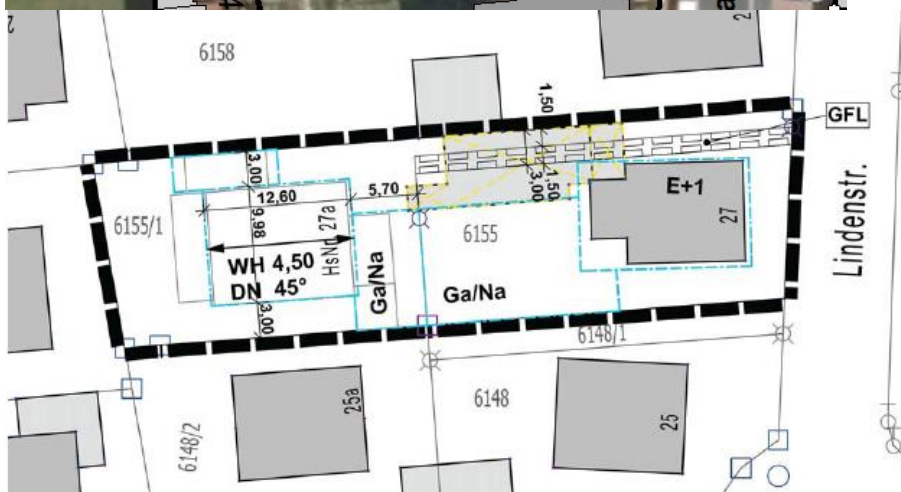 6158
1,50
GFL
3,00
12,60
5,70
1,50
3,00
E+1
27
Lindenstr.
6155/1
9,98
HsNr 27a
6155
WH 4,50
DN 45°
Ga/Na
Ga/Na
3,00
6148/1
25a
6148
25
6148/2